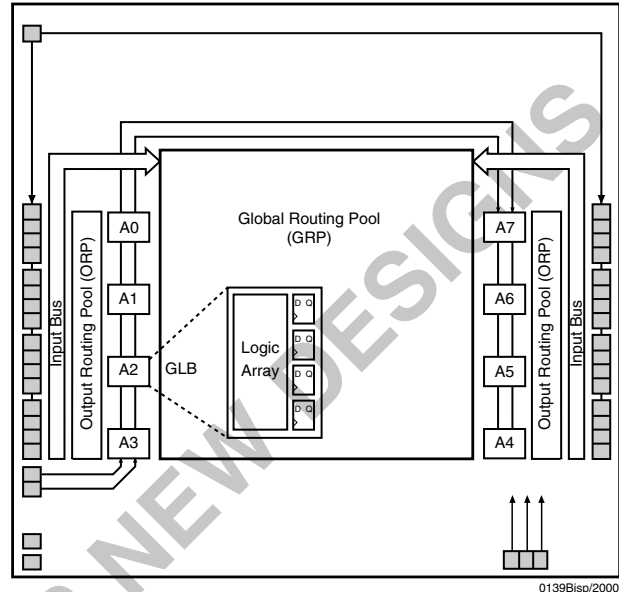 Global Routing Pool
(GRP)
A0
A1
A2
A3
A7
A6
A5
A4
Input Bus
Output Routing Pool (ORP)
Output Routing Pool (ORP)
Input Bus
GLB
Logic
Array
D Q
D Q
D Q
D Q
NEW DESIGNS
0139Bisp/2000